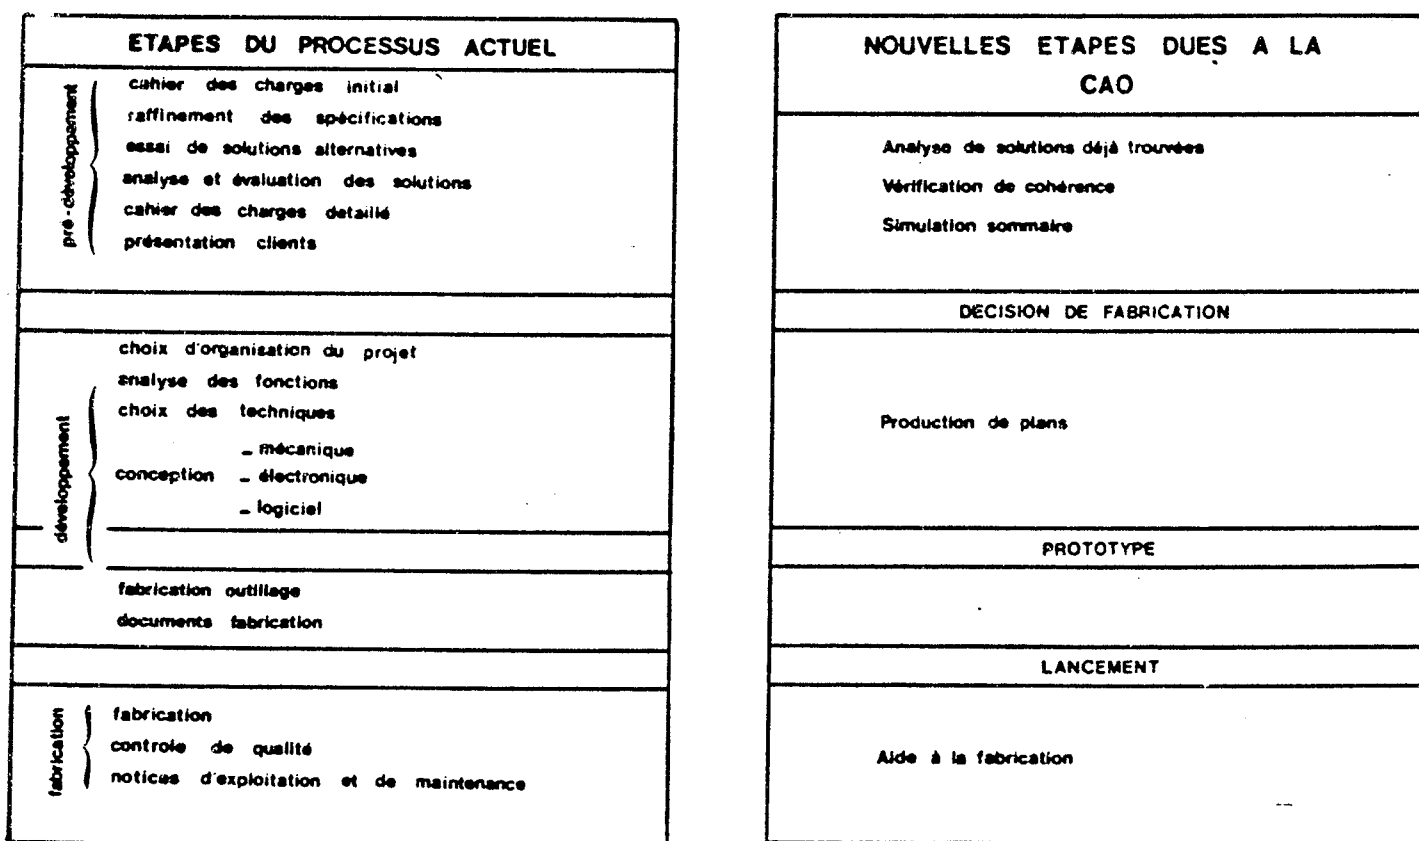 ETAPES DU PROCESSUS ACTUEL
pré-développement
cahier des charges initial
raffinement des spécifications
essai de solutions alternatives
analyse et évaluation des solutions
cahier des charges detaillé
présentation clients
développement
choix d'organisation du projet
analyse des fonctions
choix des techniques
_ mécanique
conception _ électronique
_ logiciel
fabrication outillage
documents fabrication
fabrication
fabrication
controle de qualité
notices d'exploitation et de maintenance
NOUVELLES ETAPES DUES A LA
CAO
Analyse de solutions déjà trouvées
Vérification de cohérence
Simulation sommaire
DECISION DE FABRICATION
Production de plans
PROTOTYPE
LANCEMENT
Aide à la fabrication